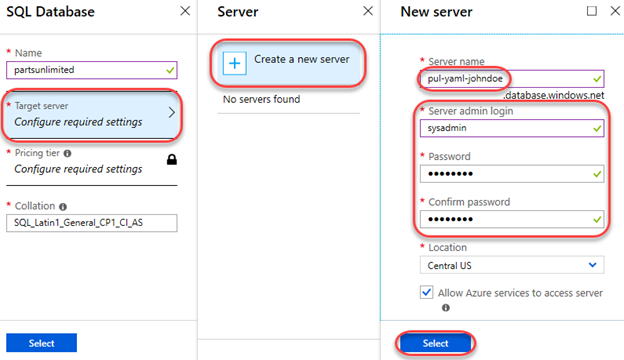 SQL Database
* Name
partsunlimited
* Target server
Configure required settings
* Pricing tier
Configure required settings
* Collation
SQL_Latin1_General_CP1_CI_AS
Select
Server
Create a new server
No servers found
New server
* Server name
pul-yaml-johndoe
.database.windows.net
* Server admin login
sysadmin
* Password
••••••••
* Confirm password
••••••••
* Location
Central US
Allow Azure services to access server
Select